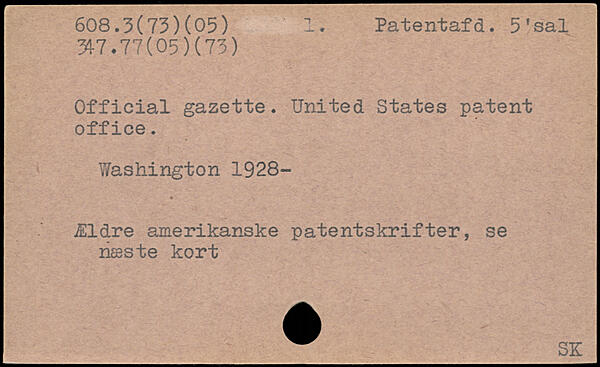 608.3(73)(05) 1. Patentafd. 5'sal
347.77(05)(73)
Official gazette. United States patent
office.
Washington 1928-
Ældre amerikanske patentskrifter, se
næste kort
SK